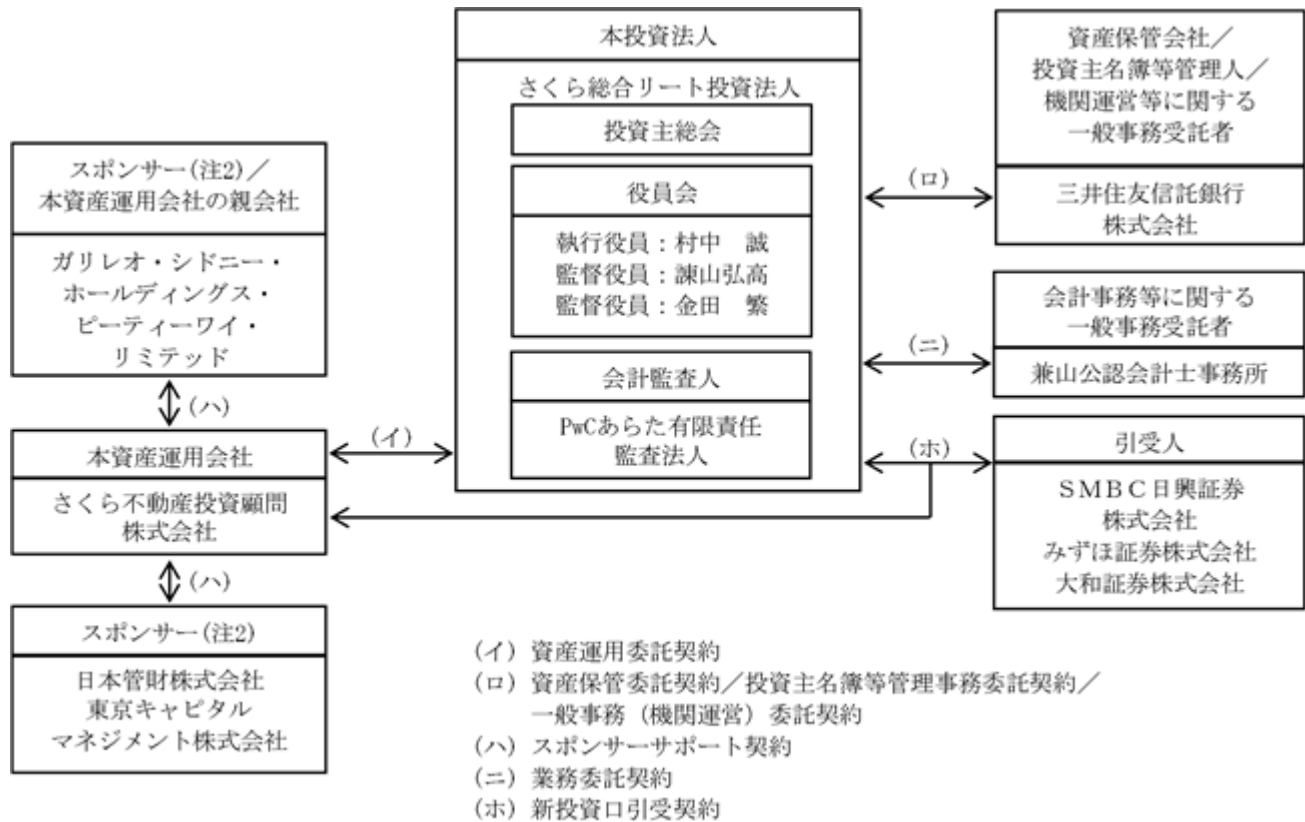 本投資法人
さくら総合リート投資法人
投資主総会
役員会
執行役員：村中　誠
監督役員：諫山弘高
監督役員：金田　繁
会計監査人
PwCあらた有限責任
監査法人
スポンサー(注2)／
本資産運用会社の親会社
ガリレオ・シドニー・
ホールディングス・
ピーティーワイ・
リミテッド
(ハ)
本資産運用会社
さくら不動産投資顧問
株式会社
(ハ)
スポンサー(注2)
日本管財株式会社
東京キャピタル
マネジメント株式会社
(イ)
(ロ)
資産保管会社／
投資主名簿等管理人／
機関運営等に関する
一般事務受託者
三井住友信託銀行
株式会社
(ニ)
会計事務等に関する
一般事務受託者
兼山公認会計士事務所
(ホ)
引受人
ＳＭＢＣ日興証券
株式会社
みずほ証券株式会社
大和証券株式会社
(イ) 資産運用委託契約
(ロ) 資産保管委託契約／投資主名簿等管理事務委託契約／
一般事務（機関運営）委託契約
(ハ) スポンサーサポート契約
(ニ) 業務委託契約
(ホ) 新投資口引受契約